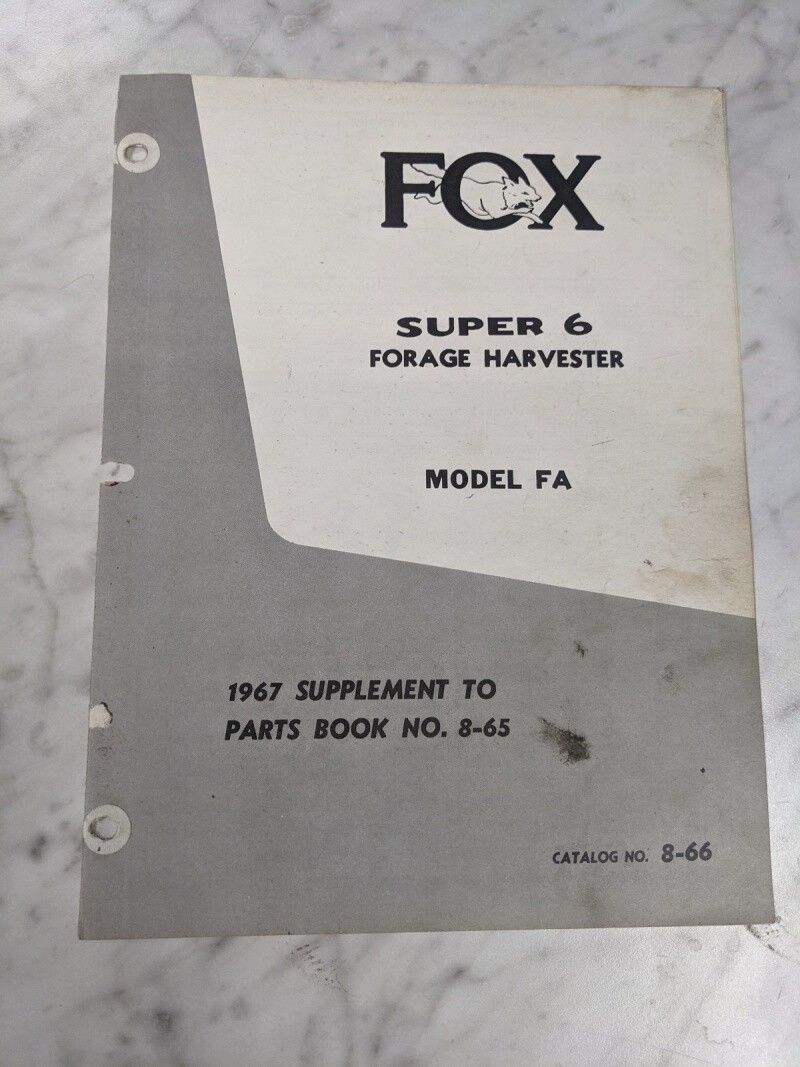 FOX
SUPER 6
FORAGE HARVESTER
MODEL FA
1967 SUPPLEMENT TO
PARTS BOOK NO. 8-65
CATALOG NO. 8-66